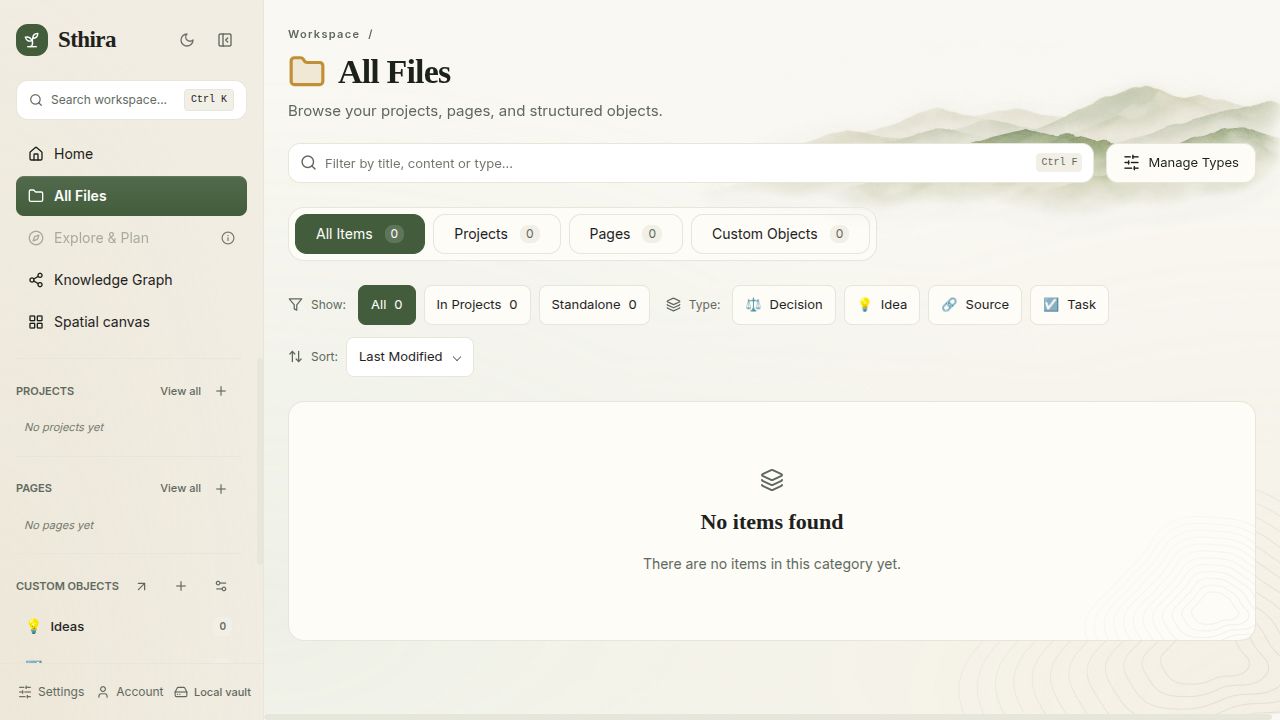 Sthira
Search workspace... Ctrl K
Home
All Files
Explore & Plan
Knowledge Graph
Spatial canvas
PROJECTS View all
No projects yet
PAGES View all
No pages yet
CUSTOM OBJECTS
Ideas 0
Settings Account Local vault
Workspace /
All Files
Browse your projects, pages, and structured objects.
Filter by title, content or type... Ctrl F Manage Types
All Items 0 Projects 0 Pages 0 Custom Objects 0
Show: All 0 In Projects 0 Standalone 0 Type: Decision Idea Source Task
Sort: Last Modified
No items found
There are no items in this category yet.